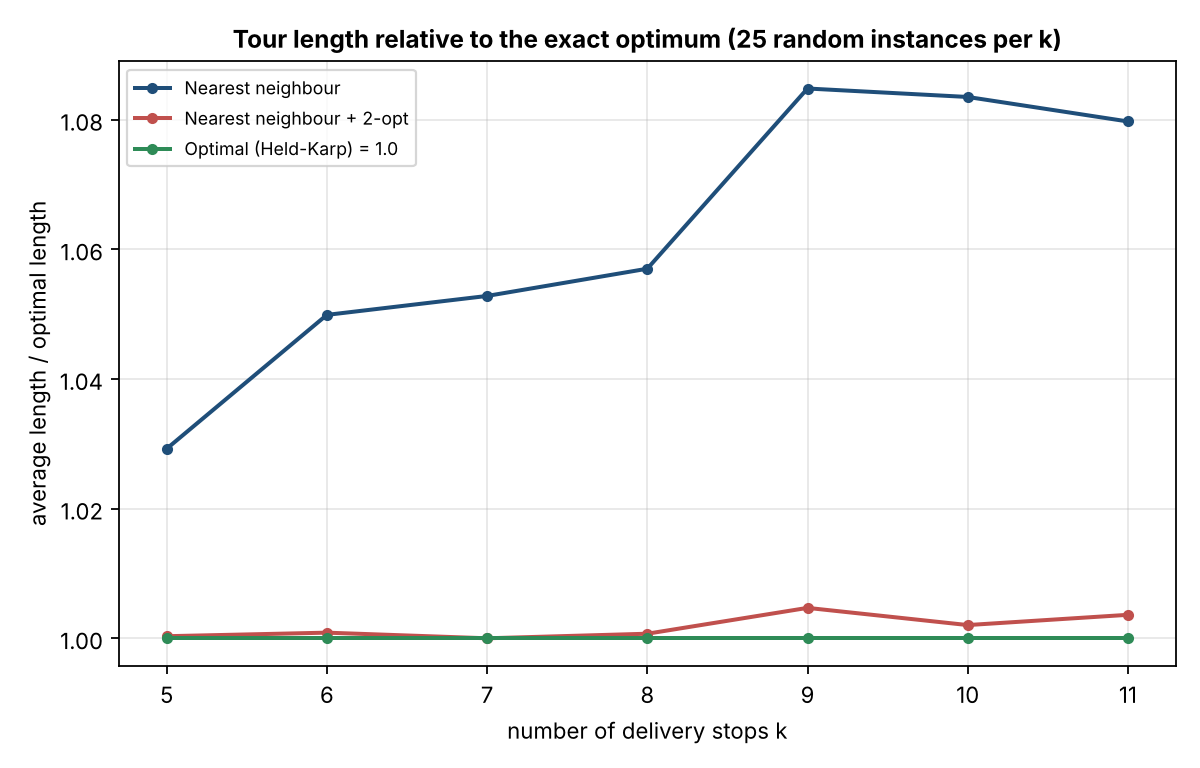 Tour length relative to the exact optimum (25 random instances per k)
Nearest neighbour
Nearest neighbour + 2-opt
Optimal (Held-Karp) = 1.0
average length / optimal length
1.08
1.06
1.04
1.02
1.00
5 6 7 8 9 10 11
number of delivery stops k